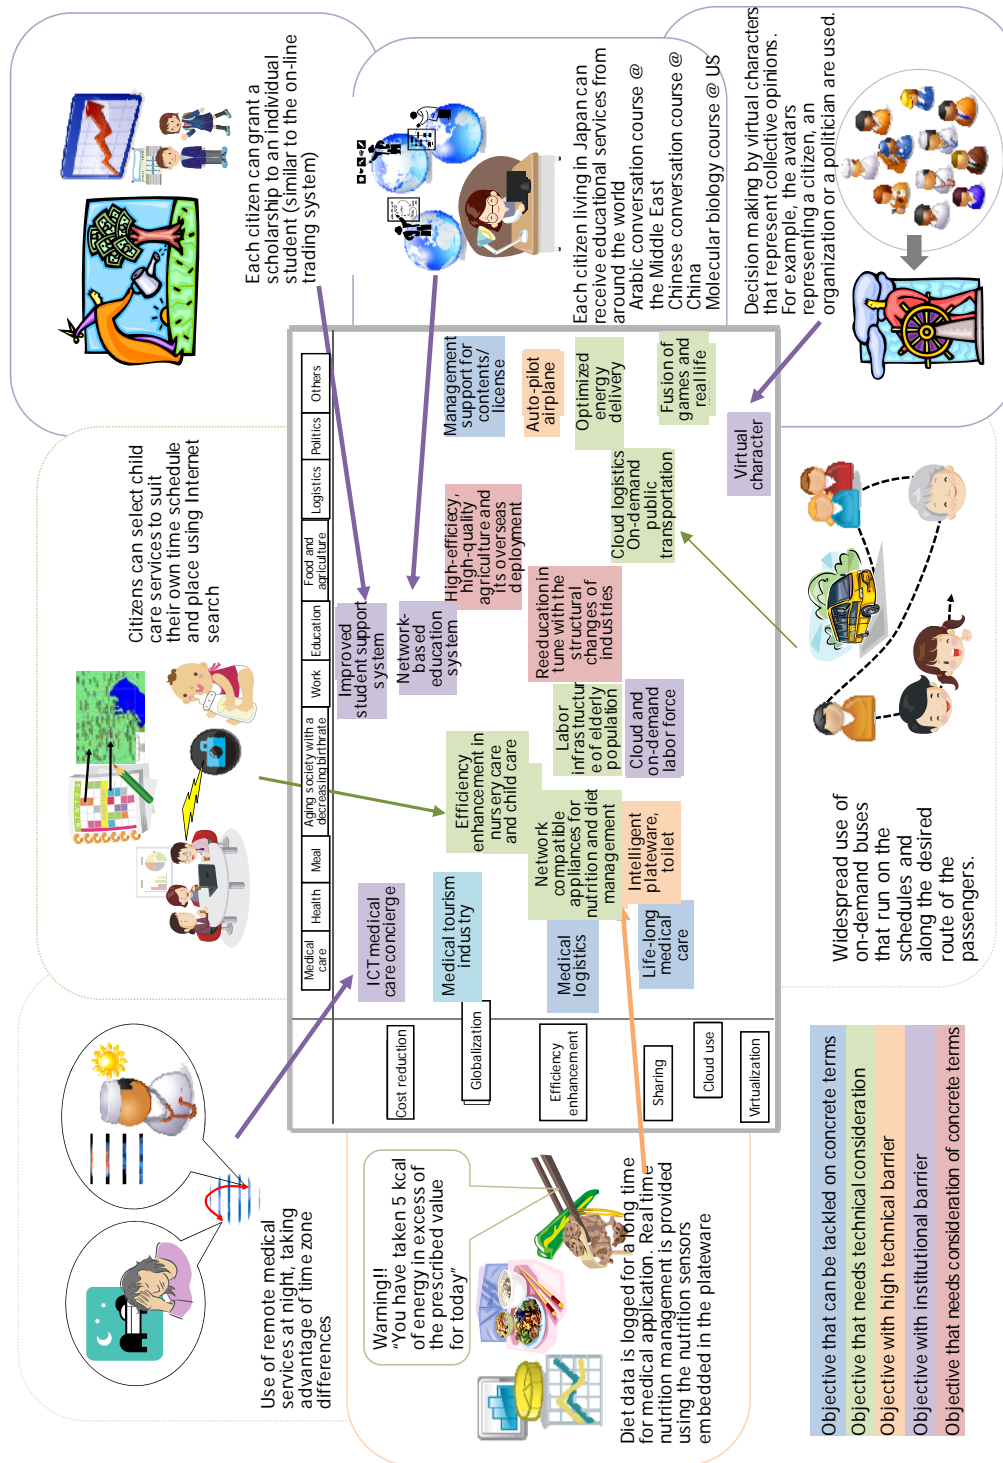 Use of remote medical
services at night, taking
advantage of time zone
differences
Citizens can select child
care services to suit
their own time schedule
and place using Internet
search
Each citizen can grant a
scholarship to an individual
student (similar to the on-line
trading system)
Each citizen living in Japan can
receive educational services from
around the world
Arabic conversation course @
the Middle East
Chinese conversation course @
China
Molecular biology course @ US
Decision making by virtual characters
that represent collective opinions.
For example, the avatars
representing a citizen, an
organization or a politician are used.
Warning!!
“You have taken 5 kcal
of energy in excess of
the prescribed value
for today”
Diet data is logged for a long time
for medical application. Real time
nutrition management is provided
using the nutrition sensors
embedded in the plateware
Medical
care
Health
Meal
Aging society with a
decreasing birthrate
Work
Education
Food and
agriculture
Logistics
Politics
Others
Cost reduction
Globalization
Efficiency
enhancement
Sharing
Cloud use
Virtualization
ICT medical
care concierge
Improved
student support
system
Network-
based
education
system
Medical tourism
industry
Efficiency
enhancement in
nursery care
and child care
High-efficiecy,
high-quality
agriculture and
its overseas
deployment
Management
support for
contents/
license
Auto-pilot
airplane
Medical
logistics
Network
compatible
appliances for
nutrition and diet
management
Labor
infrastructur
e of elderly
population
Reeducation in
tune with the
structural
changes of
industries
Optimized
energy
delivery
Life-long
medical
care
Intelligent
plateware,
toilet
Cloud and
on-demand
labor force
Cloud logistics
On-demand
public
transportation
Fusion of
games and
real life
Virtual
character
Widespread use of
on-demand buses
that run on the
schedules and
along the desired
route of the
passengers.
Objective that can be tackled on concrete terms
Objective that needs technical consideration
Objective with high technical barrier
Objective with institutional barrier
Objective that needs consideration of concrete terms